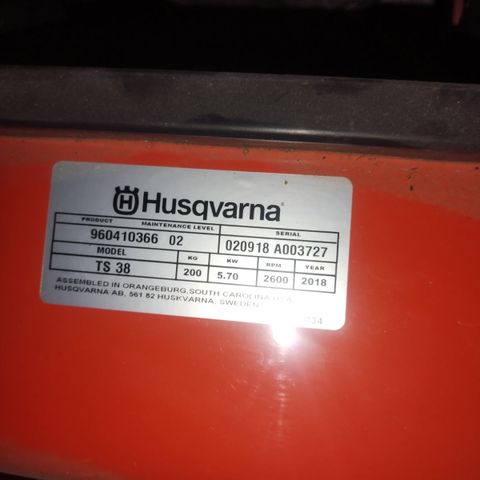 Husqvarna
PRODUCT MAINTENANCE LEVEL SERIAL
960410366 02 020918 A003727
MODEL KG KW RPM YEAR
TS 38 200 5.70 2600 2018
ASSEMBLED IN ORANGEBURG, SOUTH CAROLINA U.S.A.
HUSQVARNA AB, 561 82 HUSKVARNA, SWEDEN